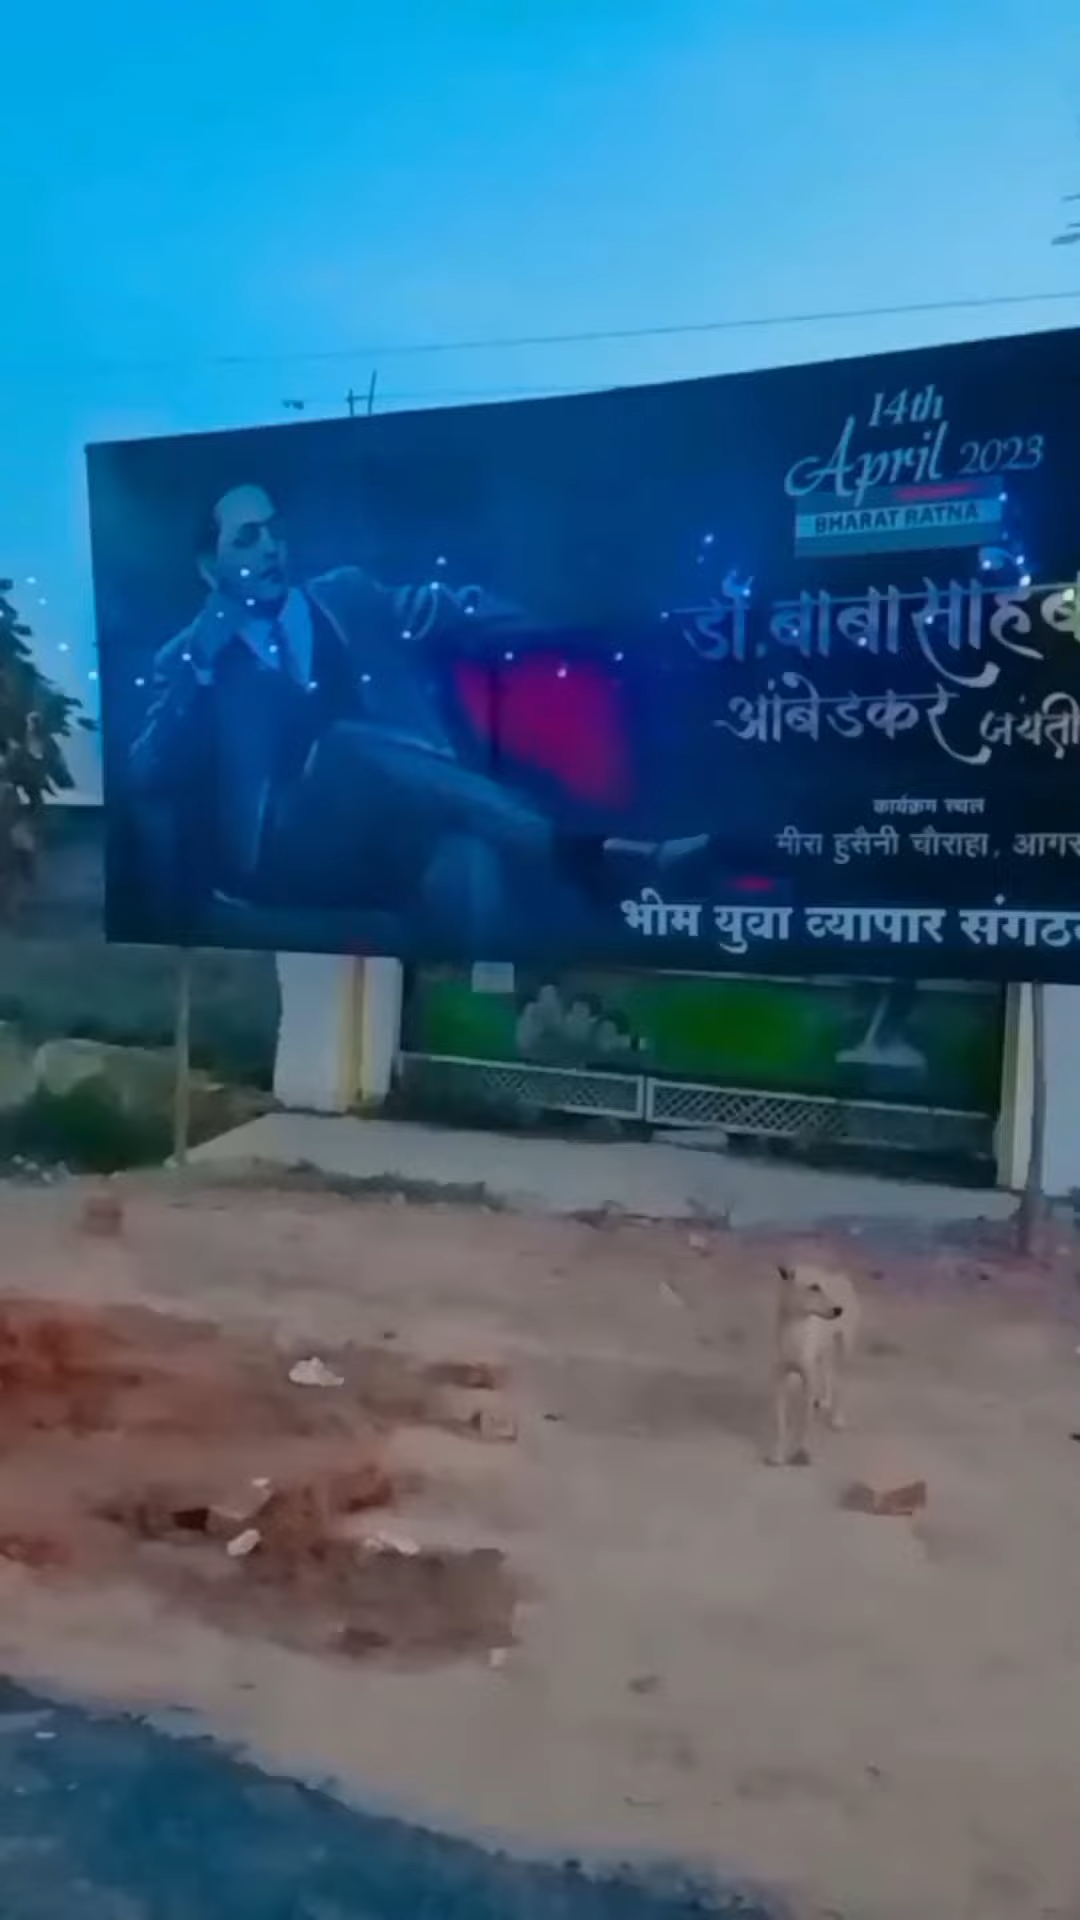 14th
April 2023
BHARAT RATNA
डॉ.बाबासाहेब
आंबेडकर जयंती
कार्यक्रम स्थल
मीरा हुसैनी चौराहा, आगर
भीम युवा व्यापार संगठन